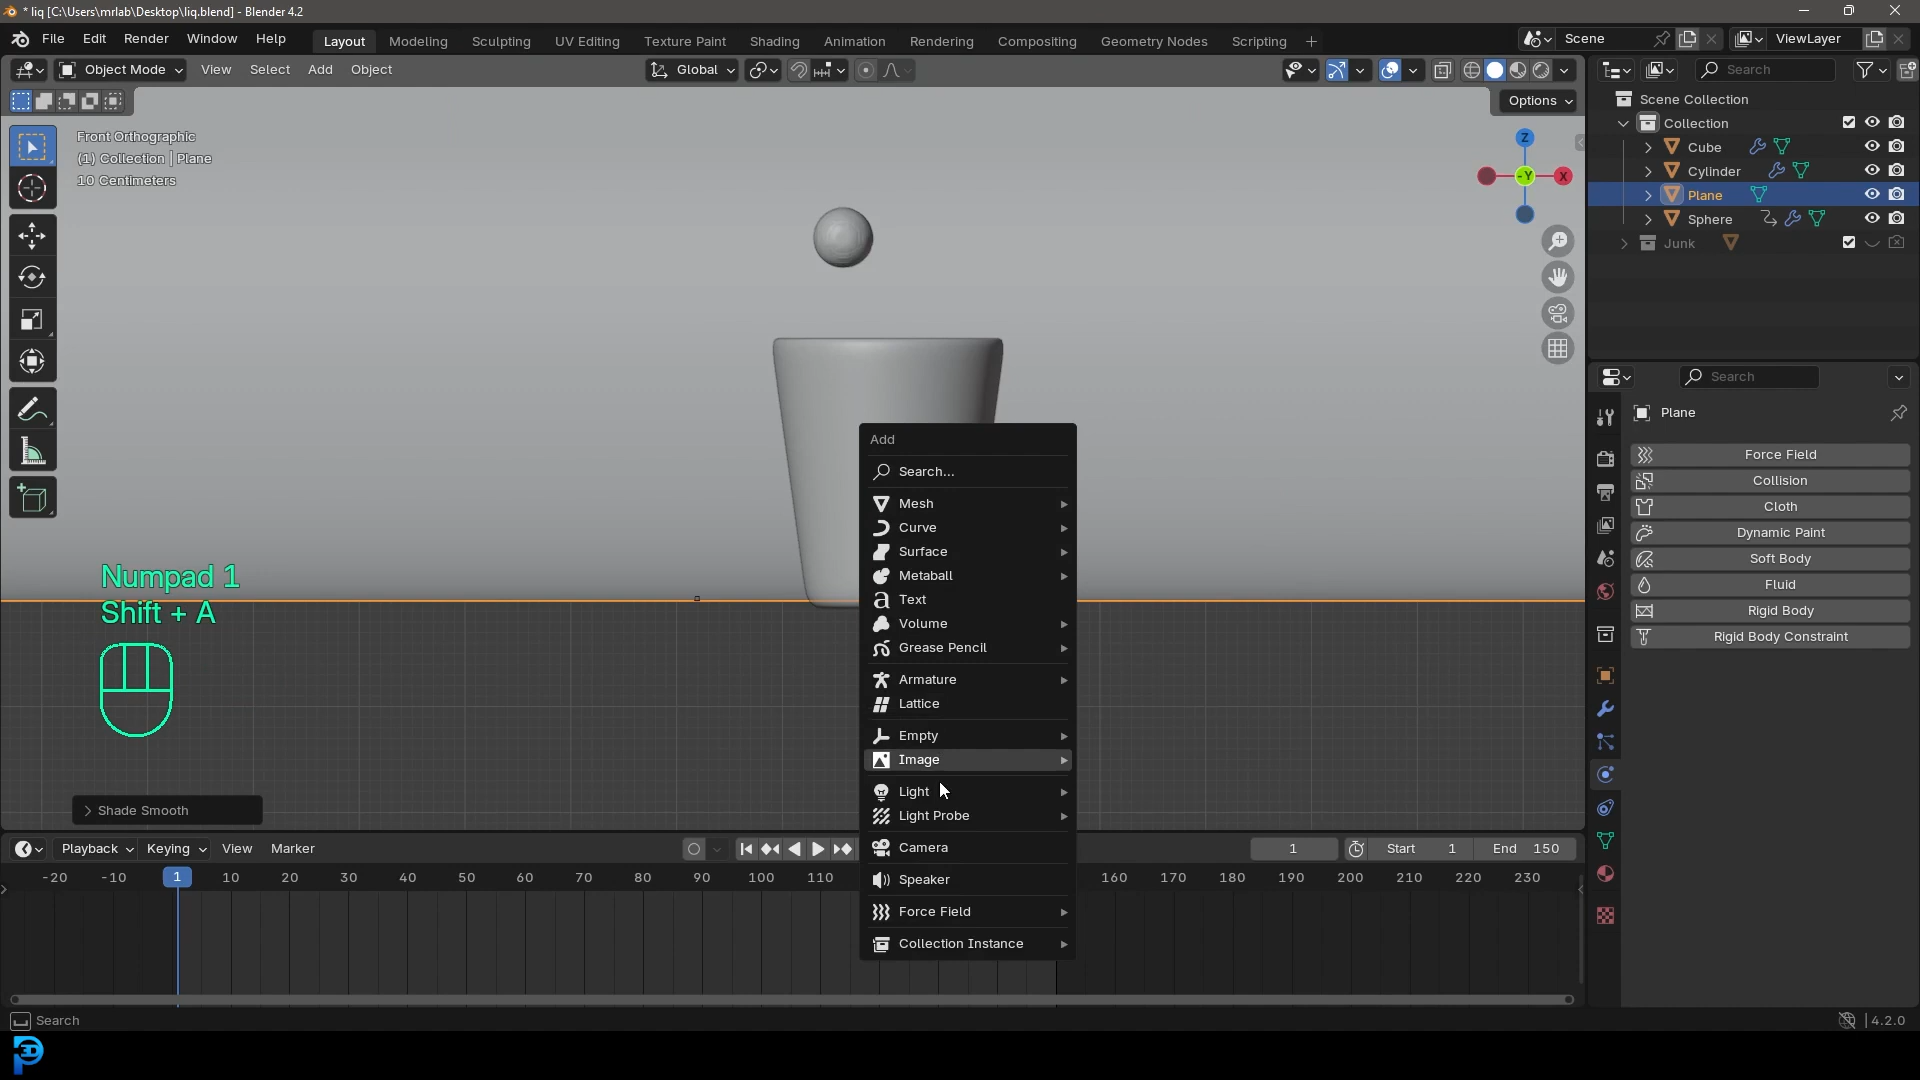 * liq [C:\Users\mrlab\Desktop\liq.blend] - Blender 4.2
File Edit Render Window Help
Layout Modeling Sculpting UV Editing Texture Paint Shading Animation Rendering Compositing Geometry Nodes Scripting +
Scene ViewLayer
Object Mode View Select Add Object
Global
Search
Options
Front Orthographic
(1) Collection | Plane
10 Centimeters
Z
-Y
X
Scene Collection
Collection
Cube
Cylinder
Plane
Sphere
Junk
Search
Plane
Force Field
Collision
Cloth
Dynamic Paint
Soft Body
Fluid
Rigid Body
Rigid Body Constraint
Add
Search...
Mesh
Curve
Surface
Metaball
Text
Volume
Grease Pencil
Armature
Lattice
Empty
Image
Light
Light Probe
Camera
Speaker
Force Field
Collection Instance
Numpad 1
Shift + A
Shade Smooth
Playback Keying View Marker
1 Start 1 End 150
-20 -10 1 10 20 30 40 50 60 70 80 90 100 110 160 170 180 190 200 210 220 230
Search
4.2.0